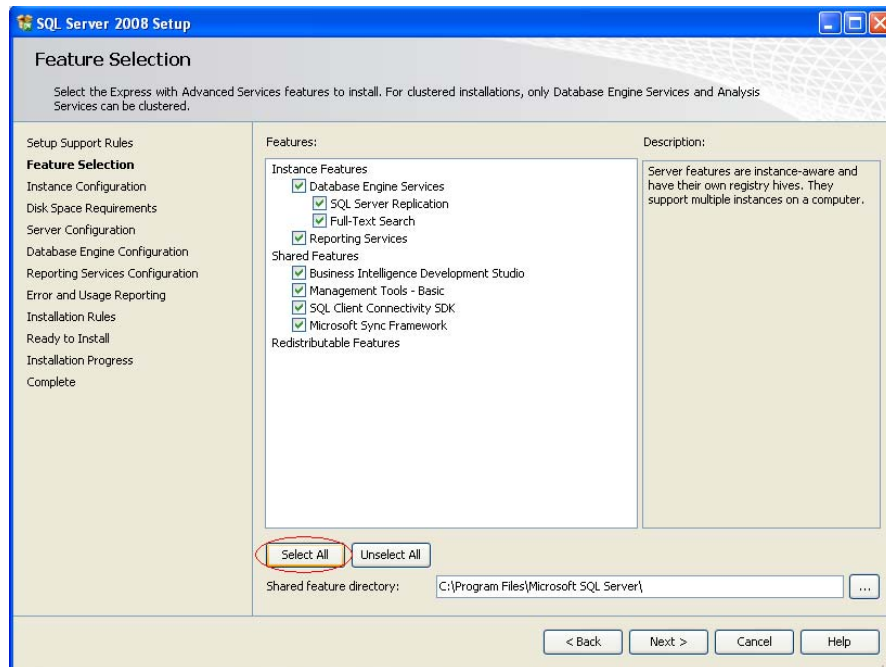 SQL Server 2008 Setup
Feature Selection
Select the Express with Advanced Services features to install. For clustered installations, only Database Engine Services and Analysis
Services can be clustered.
Setup Support Rules
Feature Selection
Instance Configuration
Disk Space Requirements
Server Configuration
Database Engine Configuration
Reporting Services Configuration
Error and Usage Reporting
Installation Rules
Ready to Install
Installation Progress
Complete
Features:
Instance Features
Database Engine Services
SQL Server Replication
Full-Text Search
Reporting Services
Shared Features
Business Intelligence Development Studio
Management Tools - Basic
SQL Client Connectivity SDK
Microsoft Sync Framework
Redistributable Features
Description:
Server features are instance-aware and
have their own registry hives. They
support multiple instances on a computer.
Select All
Unselect All
Shared feature directory:
C:\Program Files\Microsoft SQL Server\
...
< Back
Next >
Cancel
Help